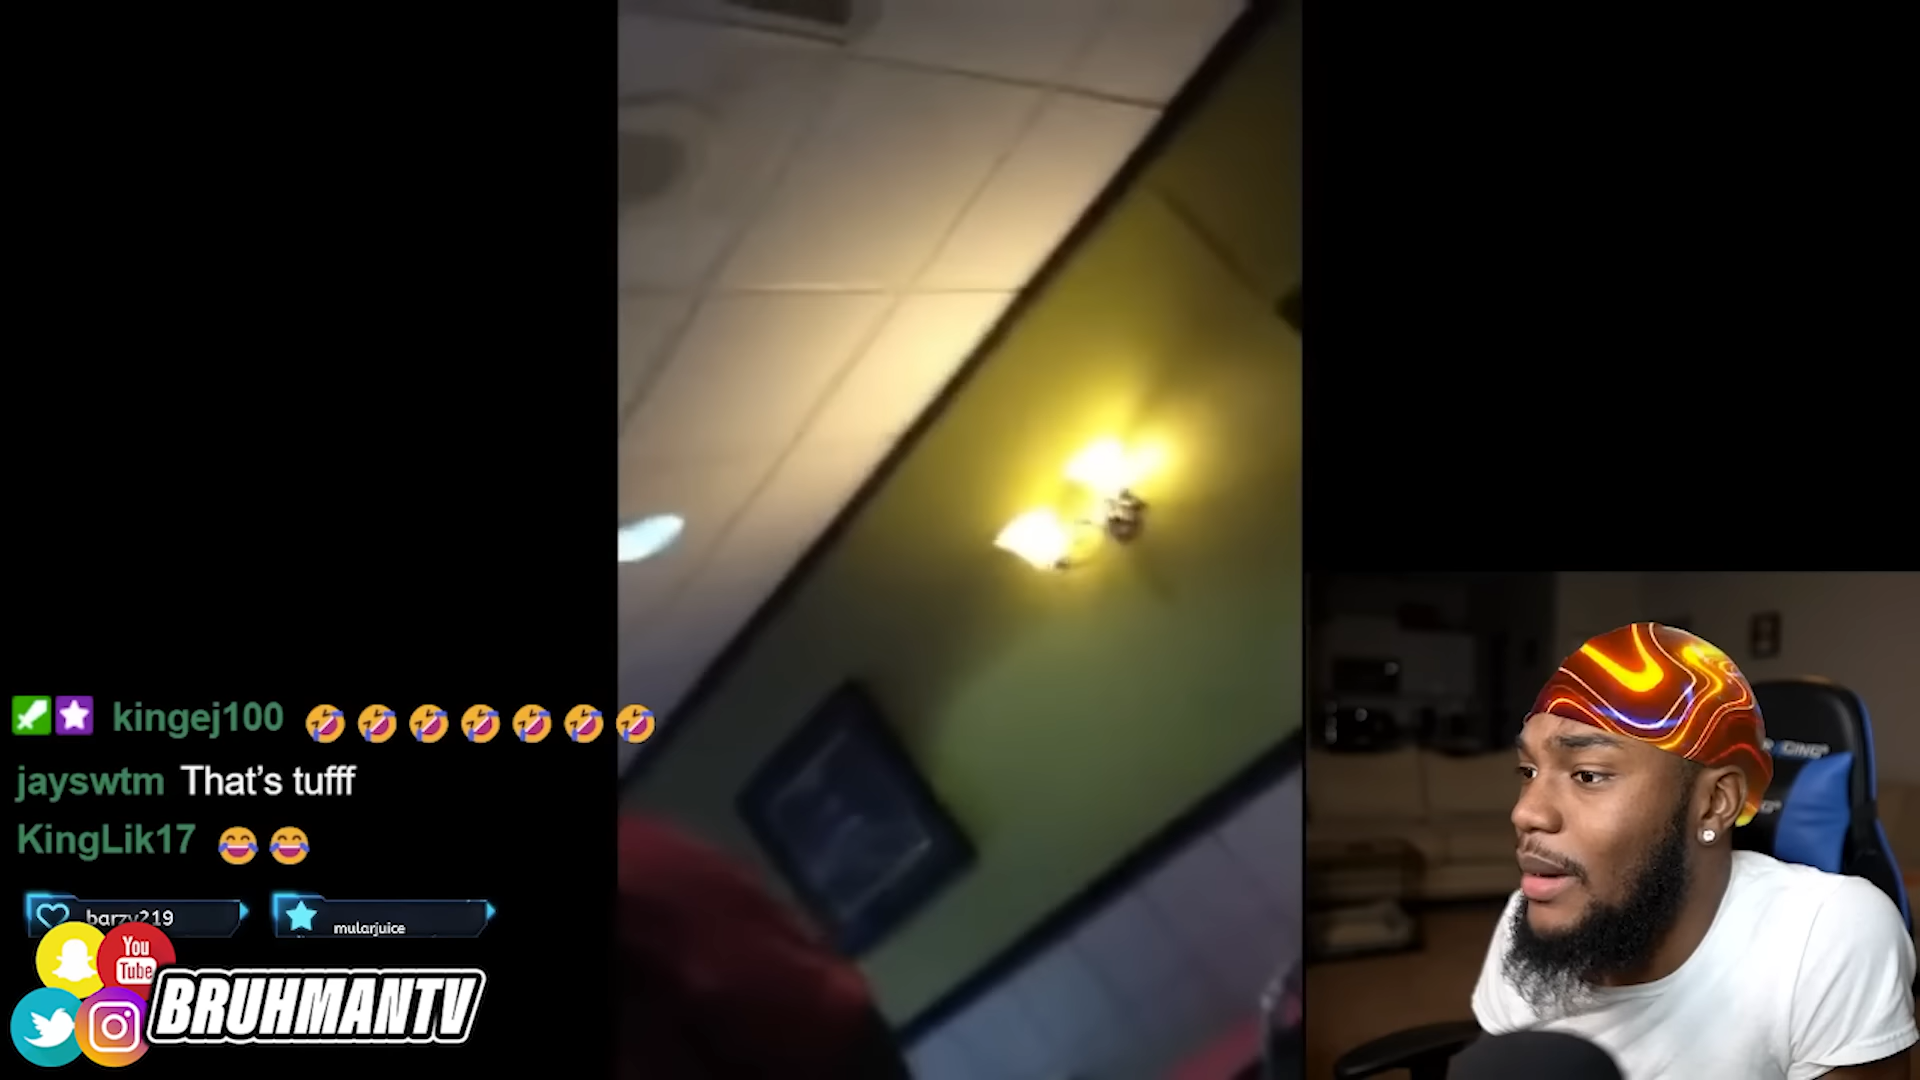 kingej100 🤣🤣🤣🤣🤣🤣🤣
jayswtm That's tufff
KingLik17 😂😂
barzy219
mularjuice
You
Tube
BRUHMANTV